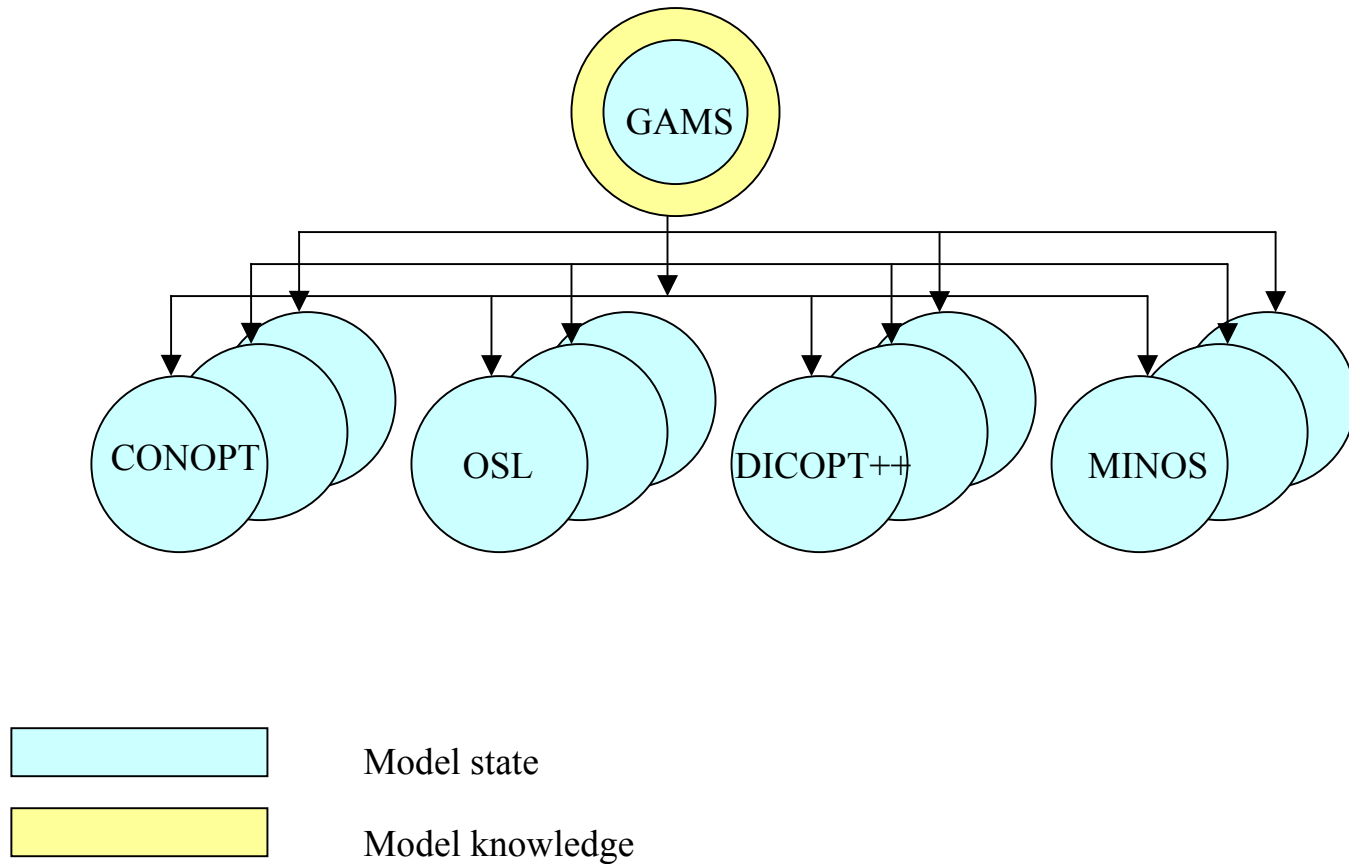 GAMS
CONOPT
OSL
DICOPT++
MINOS
Model state
Model knowledge